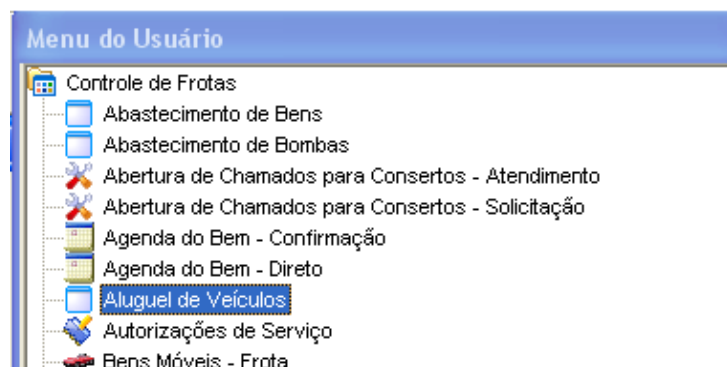 Menu do Usuário
Controle de Frotas
Abastecimento de Bens
Abastecimento de Bombas
Abertura de Chamados para Consertos - Atendimento
Abertura de Chamados para Consertos - Solicitação
Agenda do Bem - Confirmação
Agenda do Bem - Direto
Aluguel de Veículos
Autorizações de Serviço
Bens Móveis - Frota